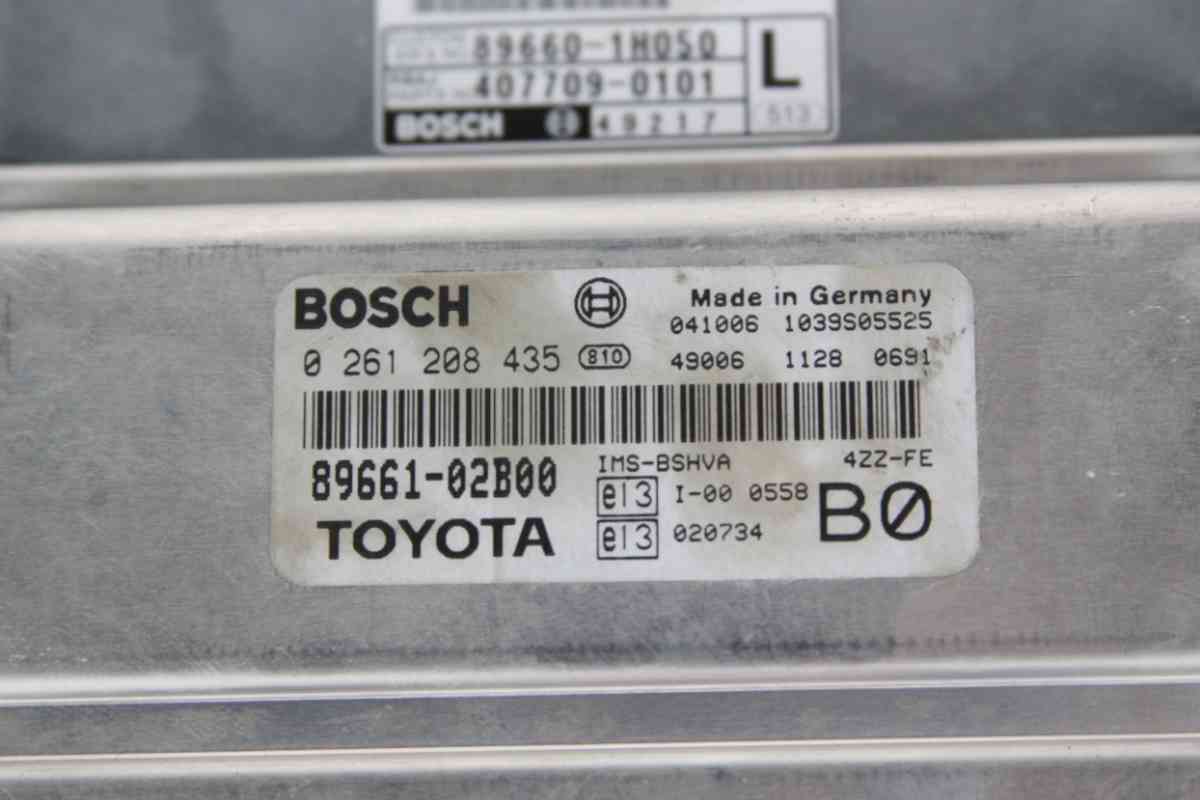 89660-1H050
407709-0101
L
BOSCH 49217
513
BOSCH
Made in Germany
041006 1039S05525
0 261 208 435 810
49006 1128 0691
IMS-BSHVA 4ZZ-FE
89661-02B00
e13 I-00 0558
B0
TOYOTA
e13 020734